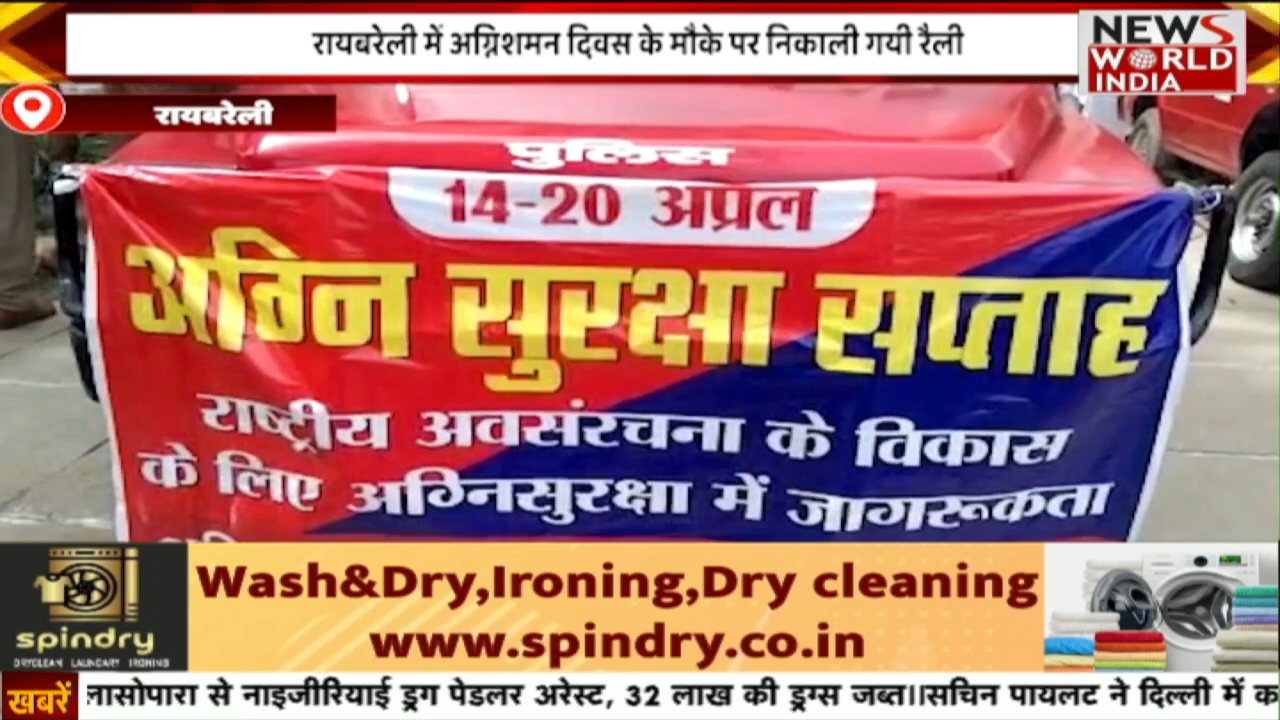 रायबरेली में अग्निशमन दिवस के मौके पर निकाली गयी रैली
NEWS
WORLD
INDIA
रायबरेली
पुलिस
14-20 अप्रल
अग्नि सुरक्षा सप्ताह
राष्ट्रीय अवसंरचना के विकास
के लिए अग्निसुरक्षा में जागरूकता
Wash&Dry,Ironing,Dry cleaning
www.spindry.co.in
spindry
DRYCLEAN LAUNDARY IRONING
खबरें
लासोपारा से नाइजीरियाई ड्रग पेडलर अरेस्ट, 32 लाख की ड्रग्स जब्त।।सचिन पायलट ने दिल्ली में क